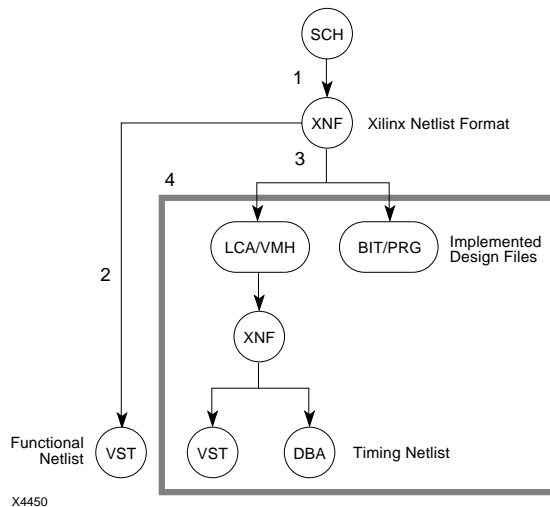 SCH
1
XNF
Xilinx Netlist Format
3
4
LCA/VMH
BIT/PRG
Implemented
Design Files
2
XNF
Functional
Netlist
VST
VST
DBA
Timing Netlist
X4450